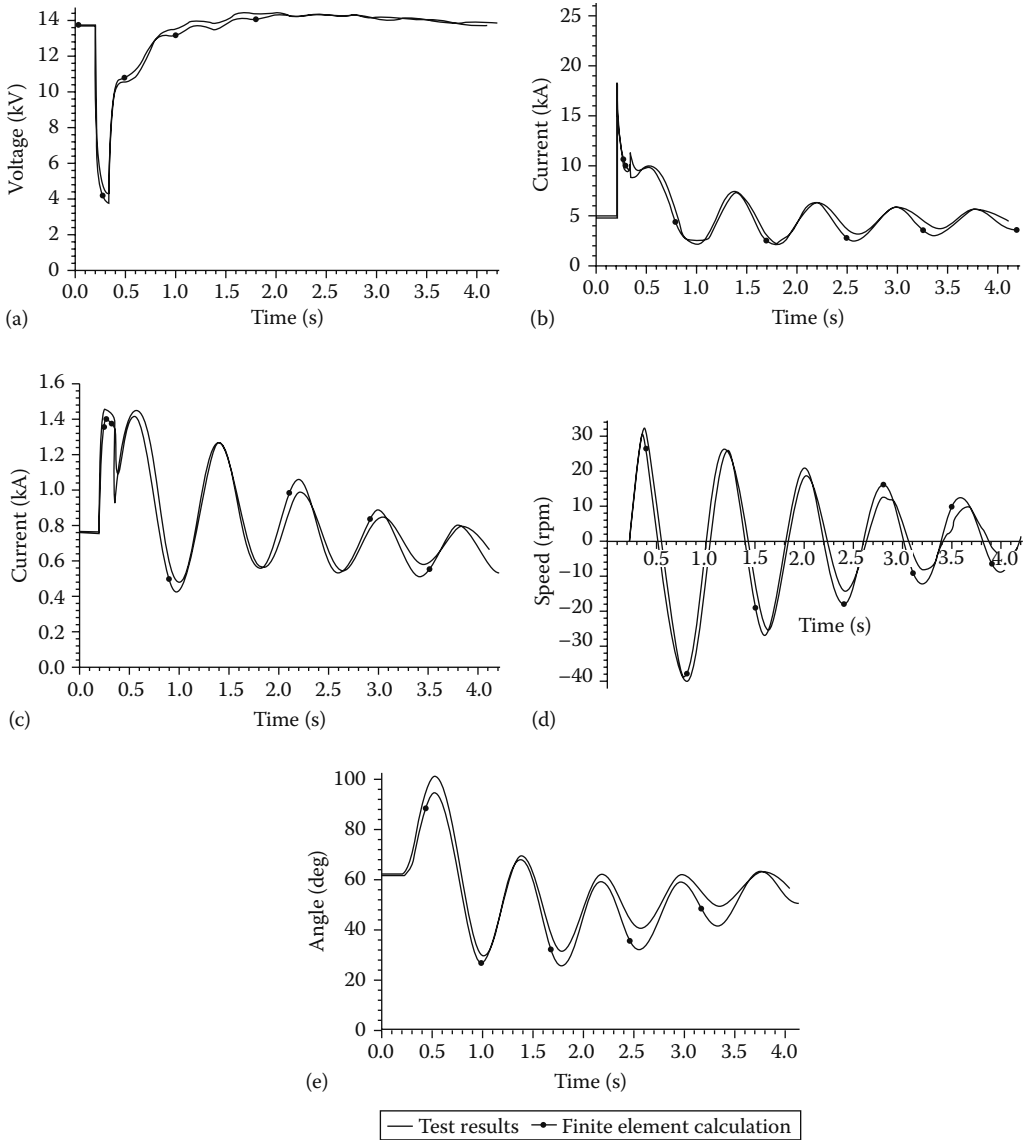 14
12
10
8
6
4
2
0
Voltage (kV)
0.0 0.5 1.0 1.5 2.0 2.5 3.0 3.5 4.0
Time (s)
(a)
25
20
15
10
5
0
Current (kA)
0.0 0.5 1.0 1.5 2.0 2.5 3.0 3.5 4.0
Time (s)
(b)
1.6
1.4
1.2
1.0
0.8
0.6
0.4
0.2
0.0
Current (kA)
0.0 0.5 1.0 1.5 2.0 2.5 3.0 3.5 4.0
Time (s)
(c)
30
20
10
0
−10
−20
−30
−40
Speed (rpm)
0.5 1.0 1.5 2.0 2.5 3.0 3.5 4.0
Time (s)
(d)
100
80
60
40
20
0
Angle (deg)
0.0 0.5 1.0 1.5 2.0 2.5 3.0 3.5 4.0
Time (s)
(e)
Test results Finite element calculation